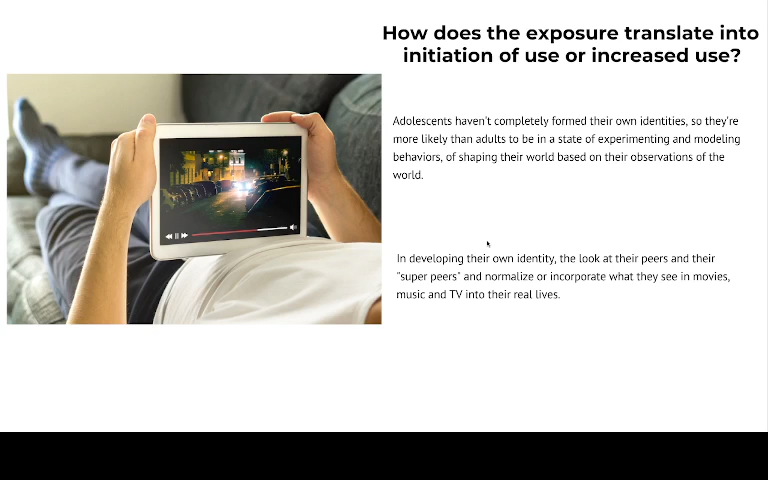 How does the exposure translate into
initiation of use or increased use?
Adolescents haven't completely formed their own identities, so they're
more likely than adults to be in a state of experimenting and modeling
behaviors, of shaping their world based on their observations of the
world.
In developing their own identity, the look at their peers and their
"super peers" and normalize or incorporate what they see in movies,
music and TV into their real lives.